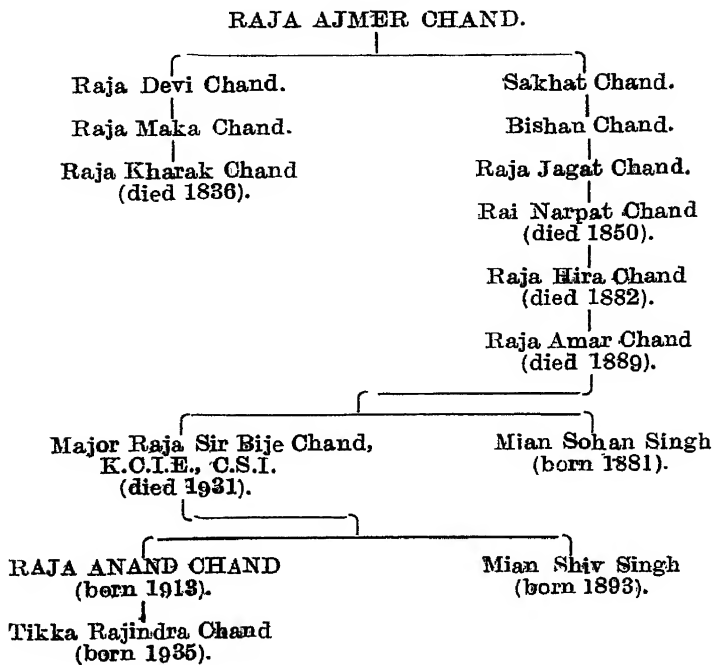 RAJA AJMER CHAND.
Raja Devi Chand.
Raja Maka Chand.
Raja Kharak Chand
(died 1836).
Sakhat Chand.
Bishan Chand.
Raja Jagat Chand.
Rai Narpat Chand
(died 1850).
Raja Hira Chand
(died 1882).
Raja Amar Chand
(died 1889).
Major Raja Sir Bije Chand,
K.C.I.E., C.S.I.
(died 1931).
Mian Sohan Singh
(born 1881).
RAJA ANAND CHAND
(born 1913).
Tikka Rajindra Chand
(born 1935).
Mian Shiv Singh
(born 1893).